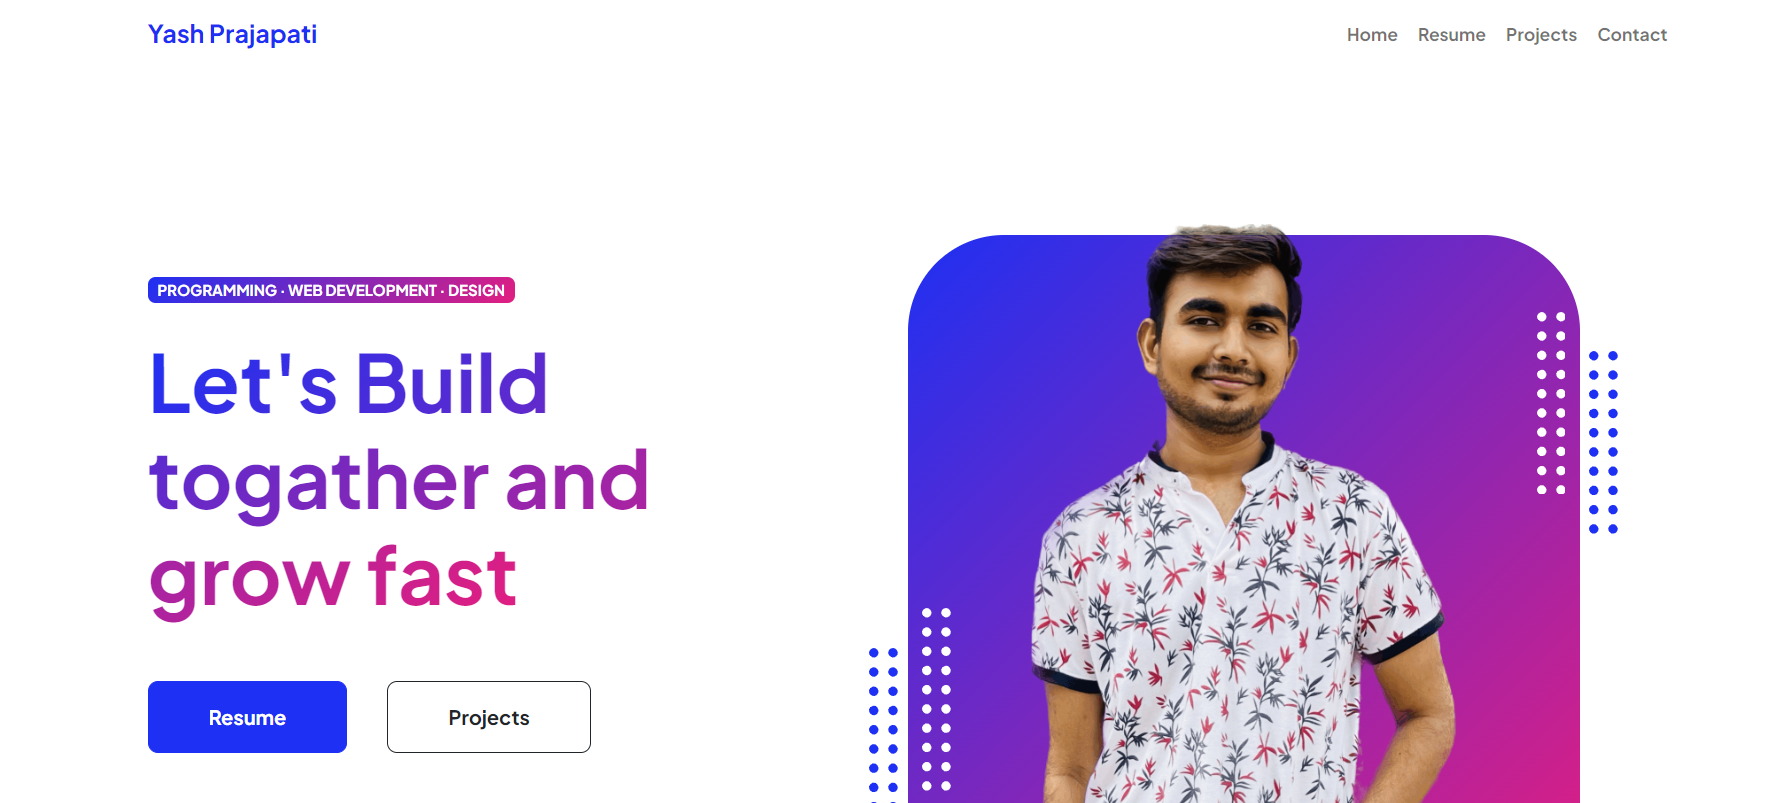 Yash Prajapati
Home Resume Projects Contact
PROGRAMMING · WEB DEVELOPMENT · DESIGN
Let's Build
togather and
grow fast
Resume Projects